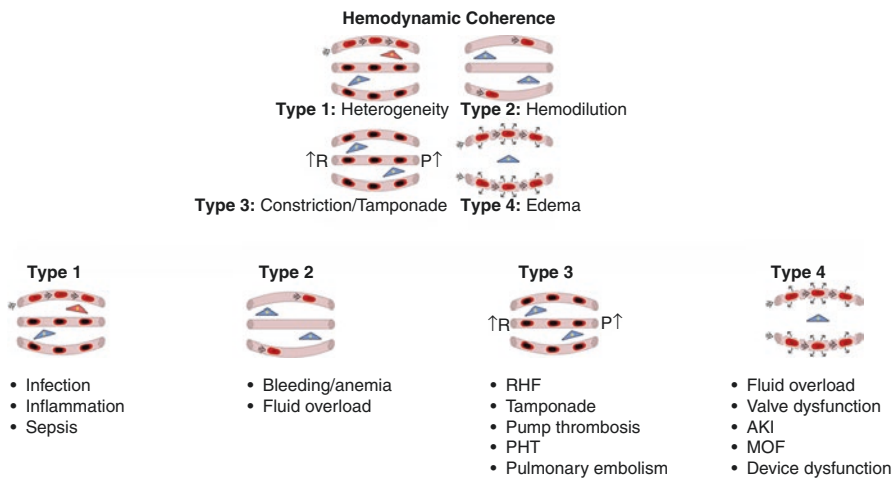 Hemodynamic Coherence
Type 1: Heterogeneity Type 2: Hemodilution
↑R P↑
Type 3: Constriction/Tamponade Type 4: Edema
Type 1
• Infection
• Inflammation
• Sepsis
Type 2
• Bleeding/anemia
• Fluid overload
Type 3
↑R P↑
• RHF
• Tamponade
• Pump thrombosis
• PHT
• Pulmonary embolism
Type 4
• Fluid overload
• Valve dysfunction
• AKI
• MOF
• Device dysfunction